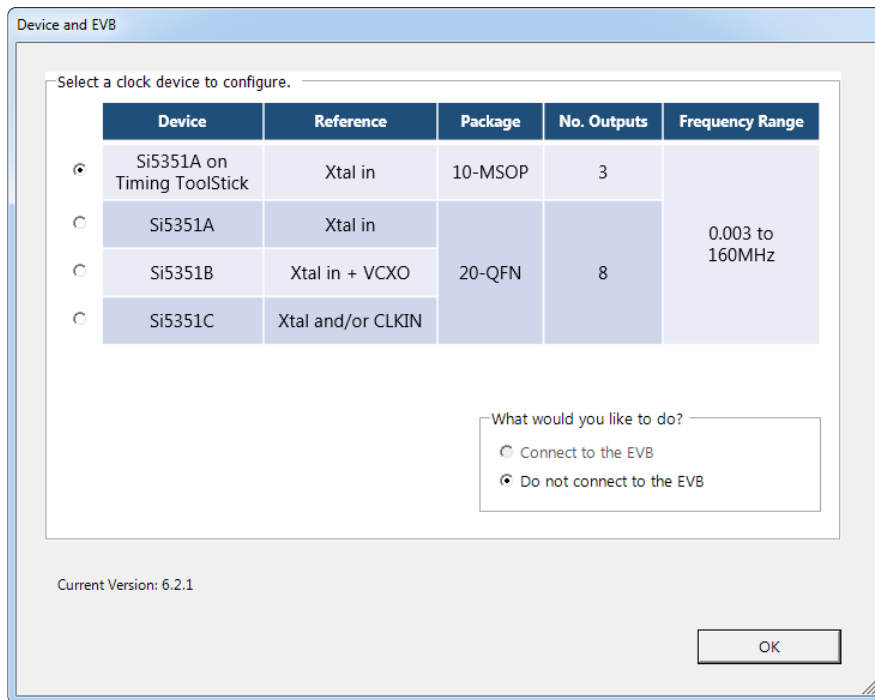 Device and EVB
Select a clock device to configure.
Device Reference Package No. Outputs Frequency Range
Si5351A on
Timing ToolStick
Xtal in 10-MSOP 3
Si5351A Xtal in
0.003 to
160MHz
Si5351B Xtal in + VCXO 20-QFN 8
Si5351C Xtal and/or CLKIN
What would you like to do?
Connect to the EVB
Do not connect to the EVB
Current Version: 6.2.1
OK